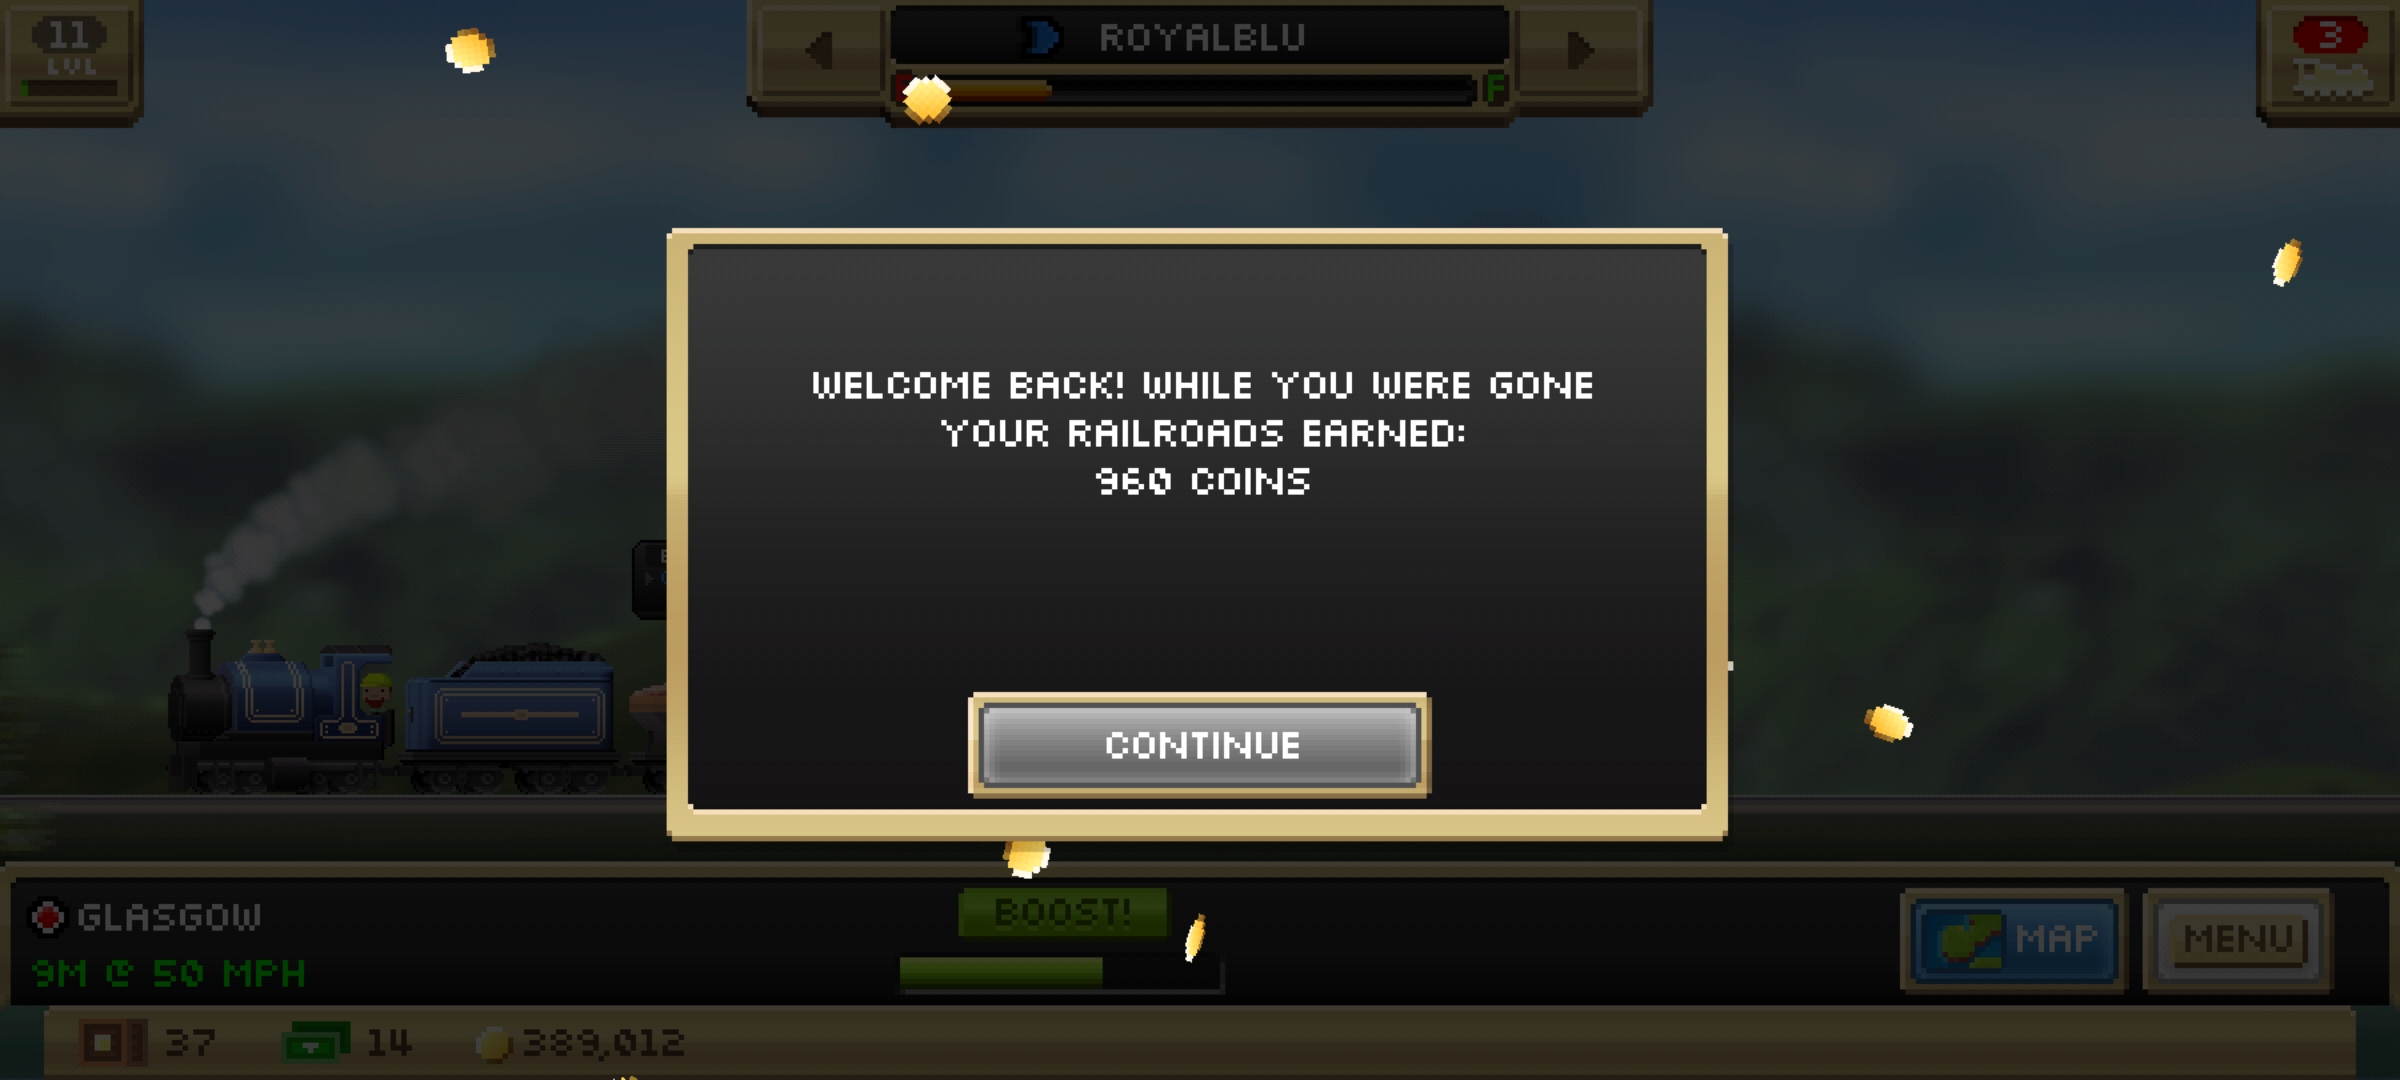 11
LVL
ROYALBLU
F
3
WELCOME BACK! WHILE YOU WERE GONE
YOUR RAILROADS EARNED:
960 COINS
CONTINUE
GLASGOW
9M @ 50 MPH
BOOST!
MAP
MENU
37
14
389,012